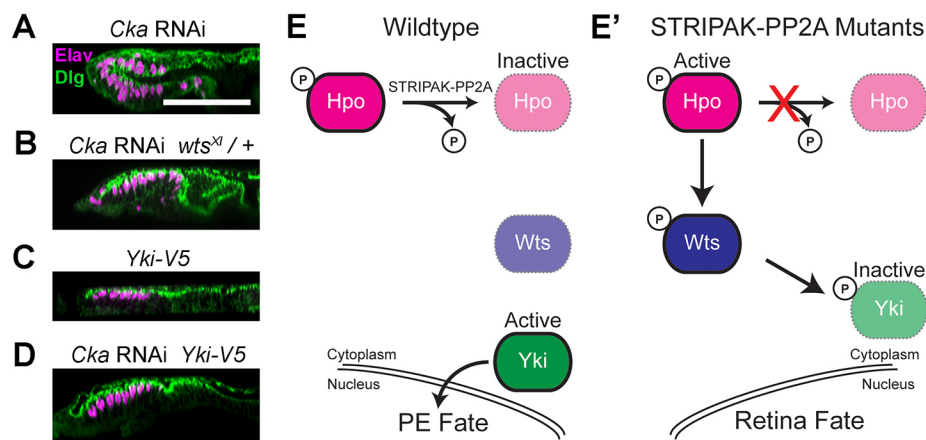 A
Cka RNAi
Elav
Dlg
B
Cka RNAi wtsX1 / +
C
Yki-V5
D
Cka RNAi Yki-V5
E
Wildtype
P
Hpo
STRIPAK-PP2A
P
Inactive
Hpo
Wts
Active
Yki
Cytoplasm
Nucleus
PE Fate
E’
STRIPAK-PP2A Mutants
Active
P
Hpo
X
P
Hpo
P
Wts
Inactive
P
Yki
Cytoplasm
Nucleus
Retina Fate